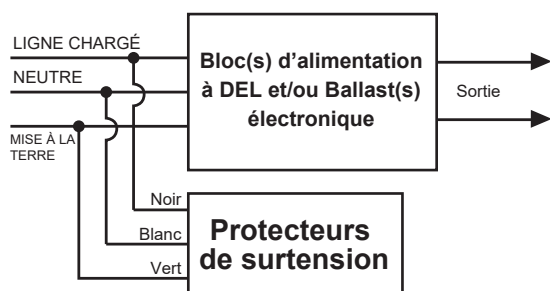 LIGNE CHARGÉ
NEUTRE
MISE À LA
TERRE
Bloc(s) d’alimentation
à DEL et/ou Ballast(s)
électronique
Sortie
Noir
Blanc
Vert
Protecteurs
de surtension